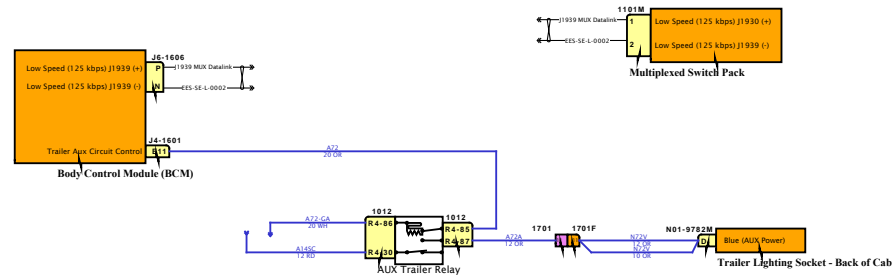 1101M
J1939 MUX Datalink
1
Low Speed (125 kbps) J1930 (+)
EES-SE-L-0002
2
Low Speed (125 kbps) J1939 (-)
Multiplexed Switch Pack
J6-1606
Low Speed (125 kbps) J1939 (+)
P
J1939 MUX Datalink
Low Speed (125 kbps) J1939 (-)
N
EES-SE-L-0002
J4-1601
Trailer Aux Circuit Control
E11
A72
20 OR
Body Control Module (BCM)
1012
1012
A72-GA
20 WH
R4-86
R4-85
1701
1701F
N01-9782M
A14SC
12 RD
R4-30
R4-87
A72A
12 OR
N72V
12 OR
N72V
10 OR
D
Blue (AUX Power)
AUX Trailer Relay
Trailer Lighting Socket - Back of Cab